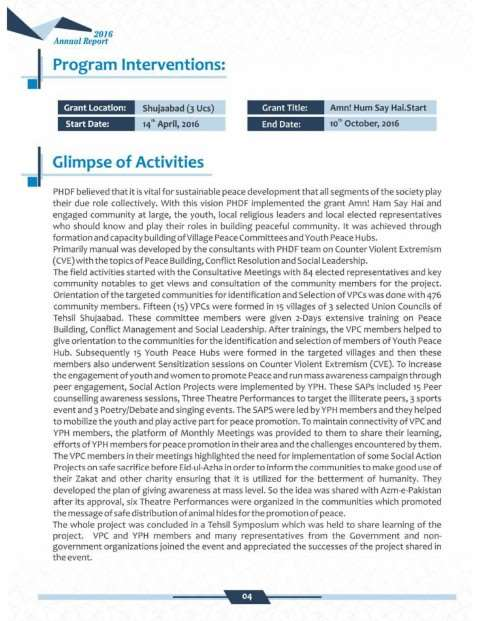 2016
Annual Report
Program Interventions:
Grant Location: Shujaabad (3 Ucs) Grant Title: Amn! Hum Say Hai.Start
Start Date: 14th April, 2016 End Date: 10th October, 2016
Glimpse of Activities
PHDF believed that it is vital for sustainable peace development that all segments of the society play
their due role collectively. With this vision PHDF implemented the grant Amn! Ham Say Hai and
engaged community at large, the youth, local religious leaders and local elected representatives
who should know and play their roles in building peaceful community. It was achieved through
formation and capacity building of Village Peace Committees and Youth Peace Hubs.
Primarily manual was developed by the consultants with PHDF team on Counter Violent Extremism
(CVE) with the topics of Peace Building, Conflict Resolution and Social Leadership.
The field activities started with the Consultative Meetings with 84 elected representatives and key
community notables to get views and consultation of the community members for the project.
Orientation of the targeted communities for identification and Selection of VPCs was done with 476
community members. Fifteen (15) VPCs were formed in 15 villages of 3 selected Union Councils of
Tehsil Shujaabad. These committee members were given 2-Days extensive training on Peace
Building, Conflict Management and Social Leadership. After trainings, the VPC members helped to
give orientation to the communities for the identification and selection of members of Youth Peace
Hub. Subsequently 15 Youth Peace Hubs were formed in the targeted villages and then these
members also underwent Sensitization sessions on Counter Violent Extremism (CVE). To increase
the engagement of youth and women to promote Peace and run mass awareness campaign through
peer engagement, Social Action Projects were implemented by YPH. These SAPs included 15 Peer
counselling awareness sessions, Three Theatre Performances to target the illiterate peers, 3 sports
event and 3 Poetry/Debate and singing events. The SAPS were led by YPH members and they helped
to mobilize the youth and play active part for peace promotion. To maintain connectivity of VPC and
YPH members, the platform of Monthly Meetings was provided to them to share their learning,
efforts of YPH members for peace promotion in their area and the challenges encountered by them.
The VPC members in their meetings highlighted the need for implementation of some Social Action
Projects on safe sacrifice before Eid-ul-Azha in order to inform the communities to make good use of
their Zakat and other charity ensuring that it is utilized for the betterment of humanity. They
developed the plan of giving awareness at mass level. So the idea was shared with Azm-e-Pakistan
after its approval, six Theatre Performances were organized in the communities which promoted
the message of safe distribution of animal hides for the promotion of peace.
The whole project was concluded in a Tehsil Symposium which was held to share learning of the
project. VPC and YPH members and many representatives from the Government and non-
government organizations joined the event and appreciated the successes of the project shared in
the event.
04